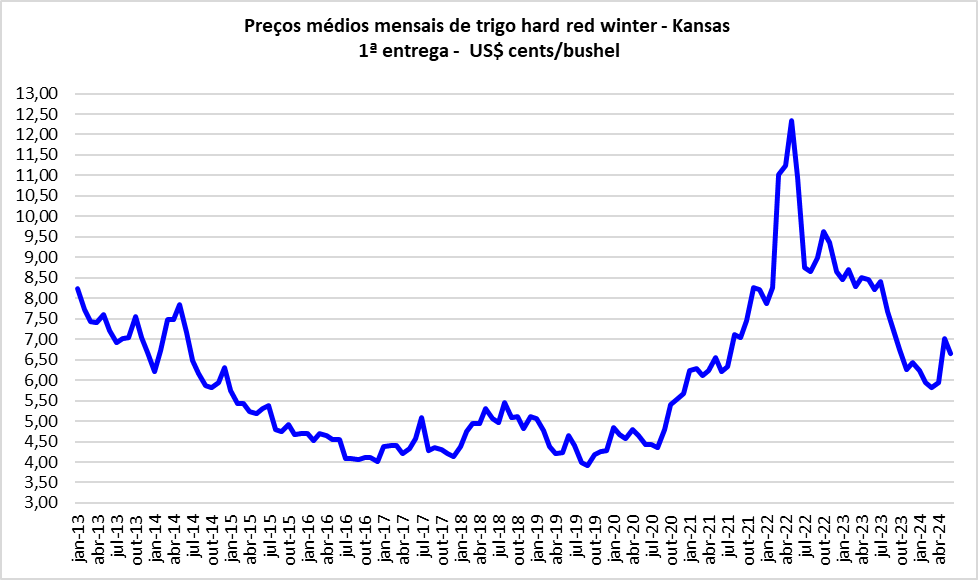 Preços médios mensais de trigo hard red winter - Kansas
1ª entrega -  US$ cents/bushel
13,00
12,50
12,00
11,50
11,00
10,50
10,00
9,50
9,00
8,50
8,00
7,50
7,00
6,50
6,00
5,50
5,00
4,50
4,00
3,50
3,00
jan-13
abr-13
jul-13
out-13
jan-14
abr-14
jul-14
out-14
jan-15
abr-15
jul-15
out-15
jan-16
abr-16
jul-16
out-16
jan-17
abr-17
jul-17
out-17
jan-18
abr-18
jul-18
out-18
jan-19
abr-19
jul-19
out-19
jan-20
abr-20
jul-20
out-20
jan-21
abr-21
jul-21
out-21
jan-22
abr-22
jul-22
out-22
jan-23
abr-23
jul-23
out-23
jan-24
abr-24